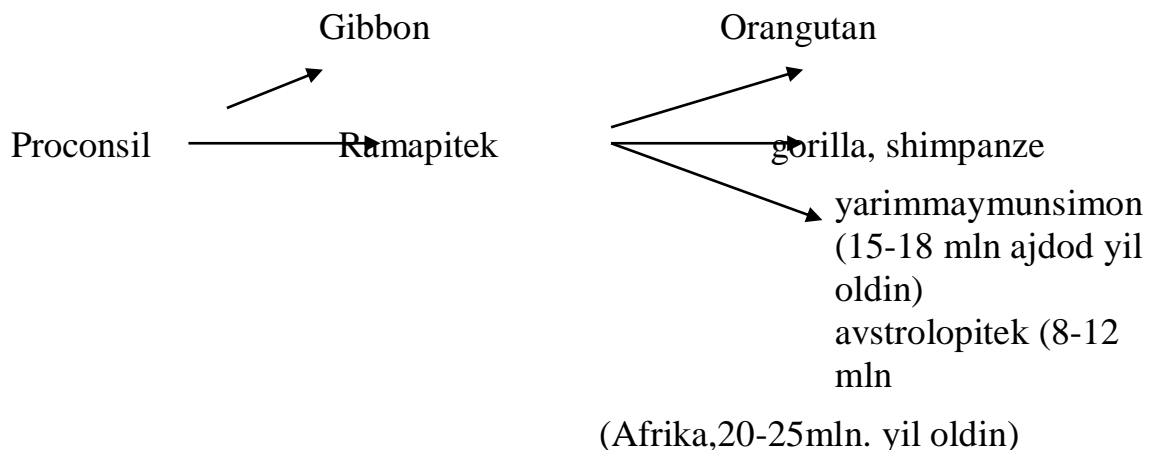 Gibbon Orangutan
Proconsil Ramapitek gorilla, shimpanze
yarimmaymunsimon
(15-18 mln ajdod yil
oldin)
avstrolopitek (8-12
mln
(Afrika,20-25mln. yil oldin)